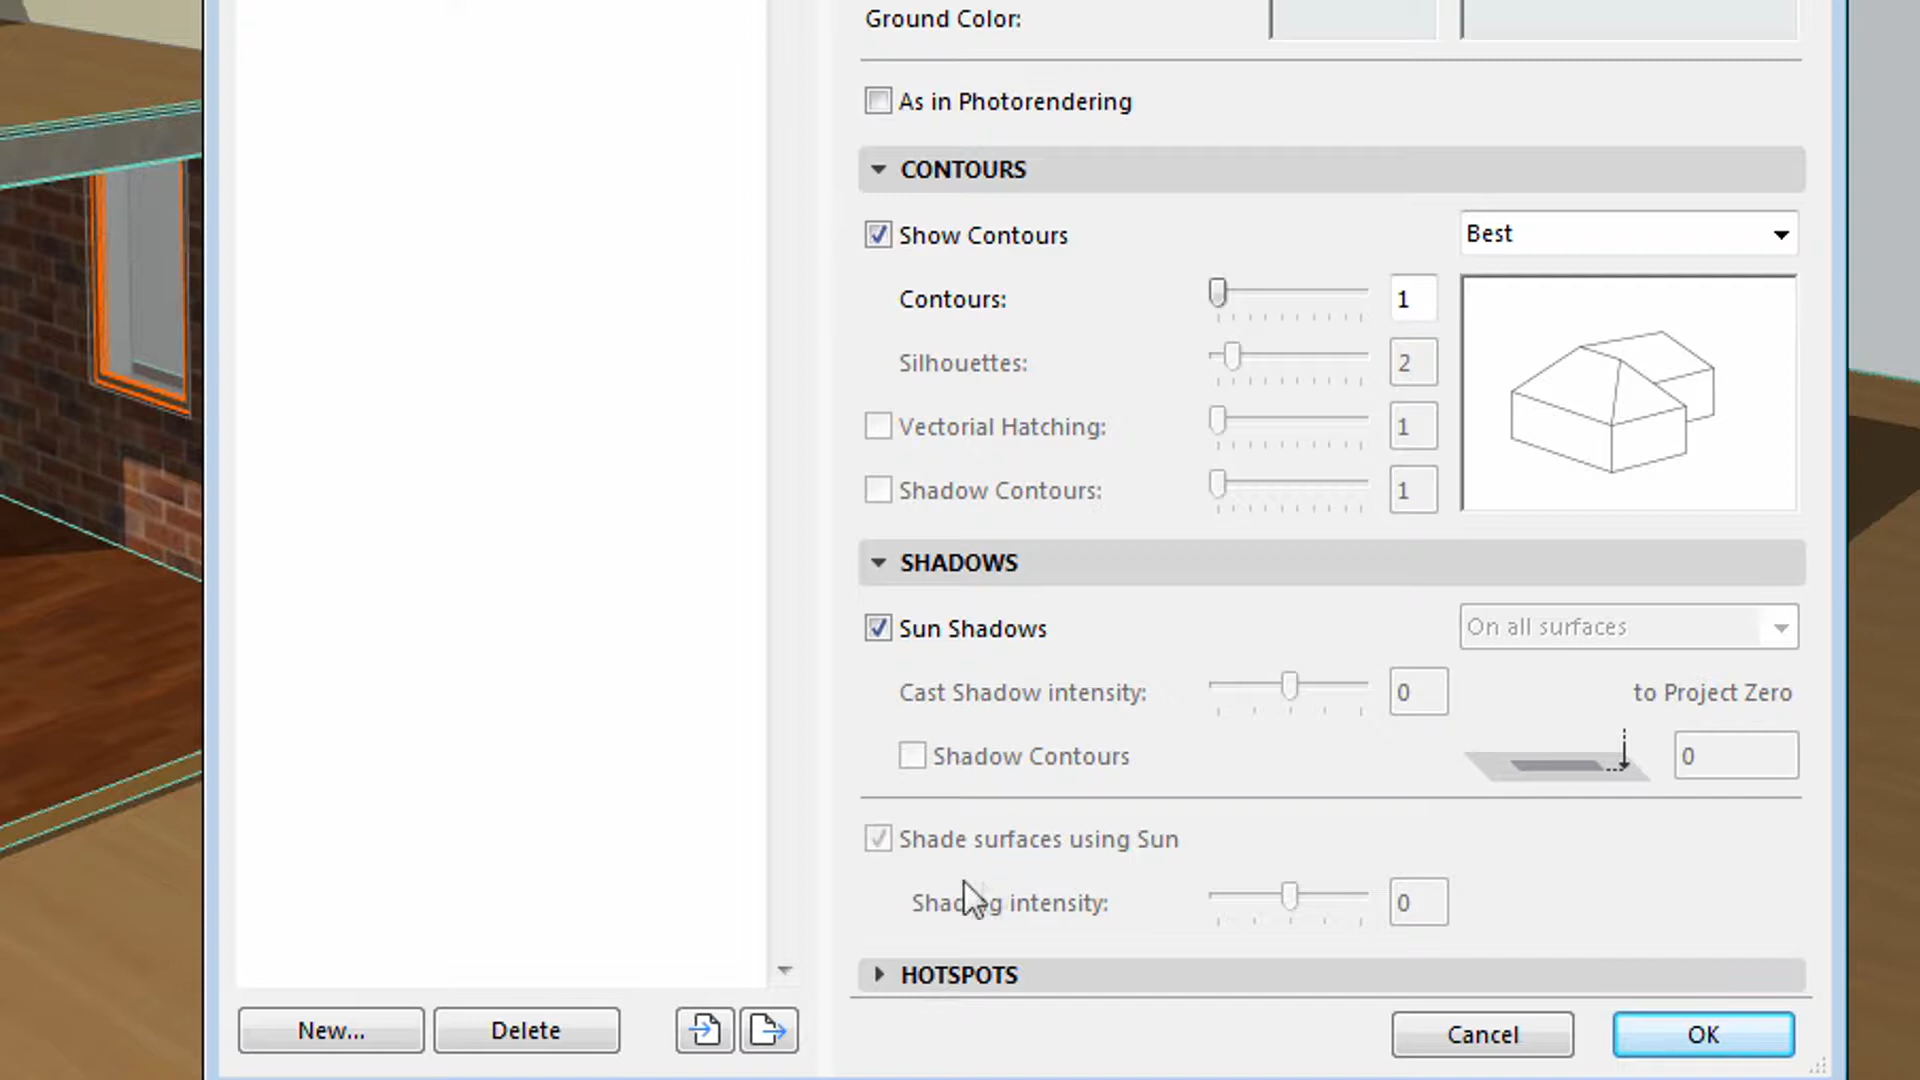 Ground Color:
As in Photorendering
CONTOURS
Show Contours
Best
Contours:
1
Silhouettes:
2
Vectorial Hatching:
1
Shadow Contours:
1
SHADOWS
Sun Shadows
On all surfaces
Cast Shadow intensity:
0
to Project Zero
Shadow Contours
0
Shade surfaces using Sun
Shading intensity:
0
HOTSPOTS
New...
Delete
Cancel
OK